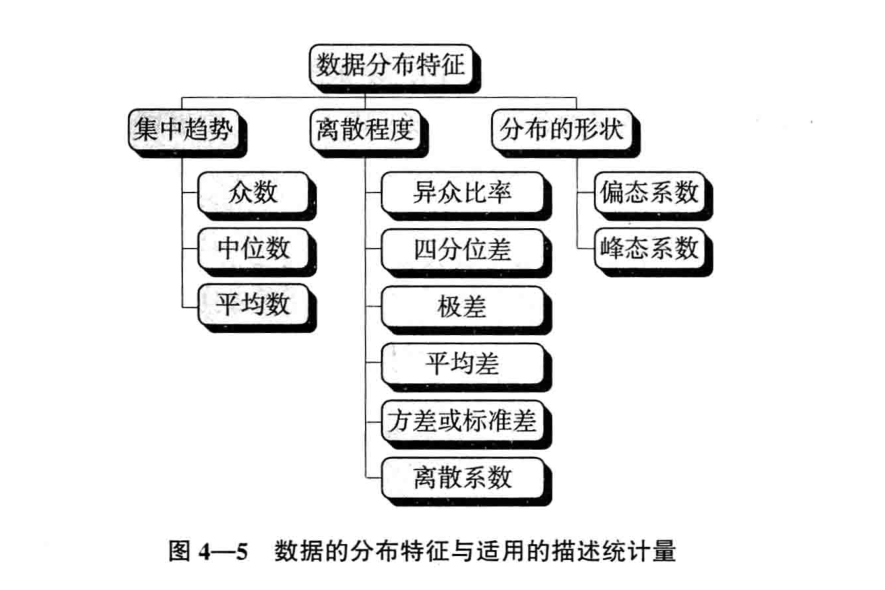 数据分布特征
集中趋势
离散程度
分布的形状
众数
异众比率
偏态系数
中位数
四分位差
峰态系数
平均数
极差
平均差
方差或标准差
离散系数
图 4—5 数据的分布特征与适用的描述统计量